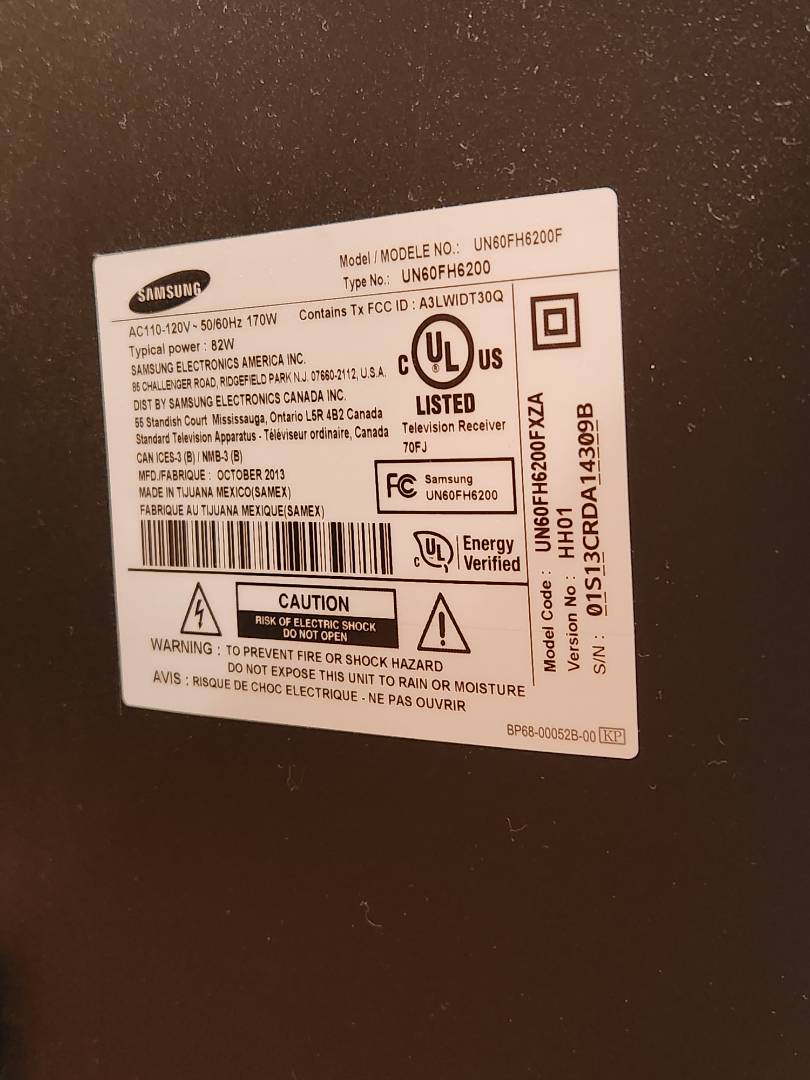 SAMSUNG
Model / MODELE NO.: UN60FH6200F
Type No.: UN60FH6200
AC110-120V~ 50/60Hz 170W Contains Tx FCC ID : A3LWIDT30Q
Typical power : 82W
SAMSUNG ELECTRONICS AMERICA INC.
85 CHALLENGER ROAD, RIDGEFIELD PARK N.J. 07660-2112, U.S.A.
DIST BY SAMSUNG ELECTRONICS CANADA INC.
55 Standish Court Mississauga, Ontario L5R 4B2 Canada
Standard Television Apparatus - Téléviseur ordinaire, Canada
CAN ICES-3 (B) / NMB-3 (B)
MFD./FABRIQUE : OCTOBER 2013
MADE IN TIJUANA MEXICO(SAMEX)
FABRIQUE AU TIJUANA MEXIQUE(SAMEX)
C UL® US
LISTED
Television Receiver
70FJ
FC Samsung
UN60FH6200
C UL Energy
Verified
CAUTION
RISK OF ELECTRIC SHOCK
DO NOT OPEN
WARNING : TO PREVENT FIRE OR SHOCK HAZARD
DO NOT EXPOSE THIS UNIT TO RAIN OR MOISTURE
AVIS : RISQUE DE CHOC ELECTRIQUE - NE PAS OUVRIR
Model Code : UN60FH6200FXZA
Version No : HH01
S/N : 01S13CRDA14309B
BP68-00052B-00 KP